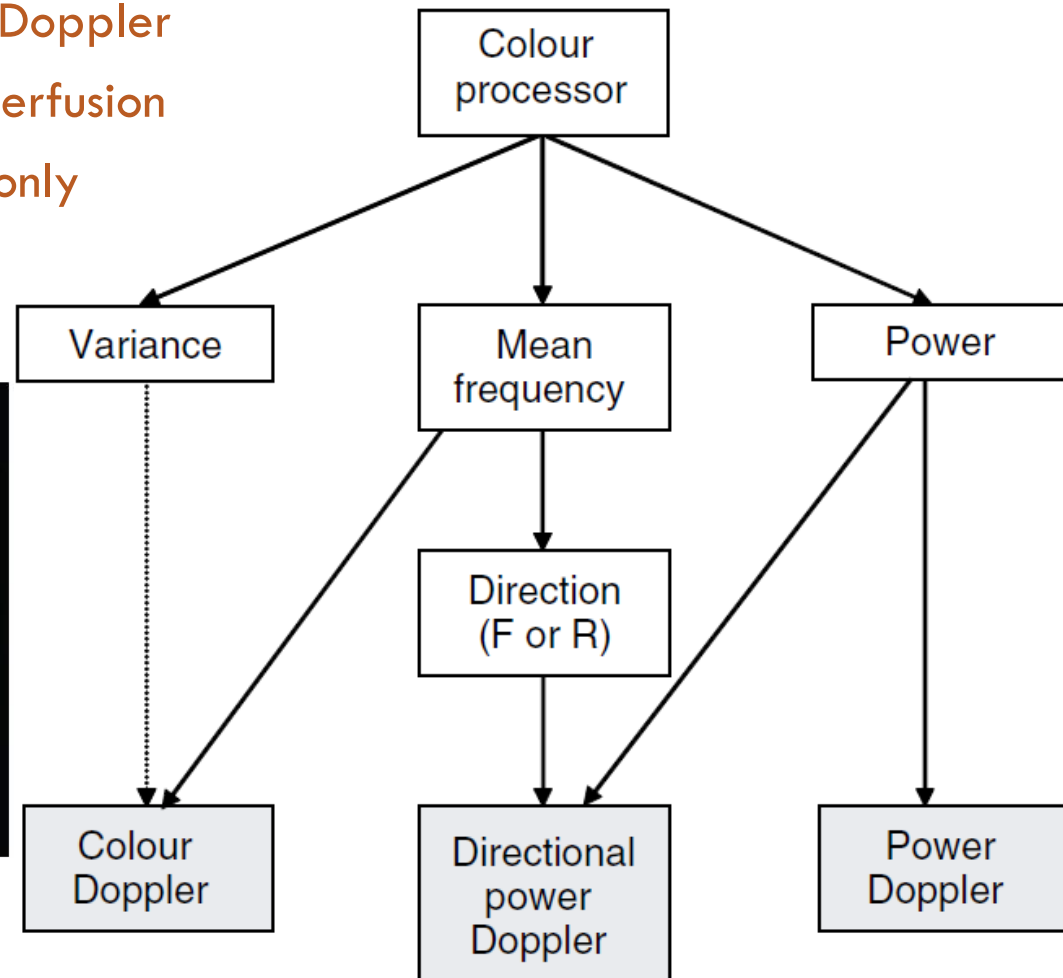 Doppler
erfusion
only
Colour
processor
Variance
Mean
frequency
Power
Direction
(F or R)
Colour
Doppler
Directional
power
Doppler
Power
Doppler